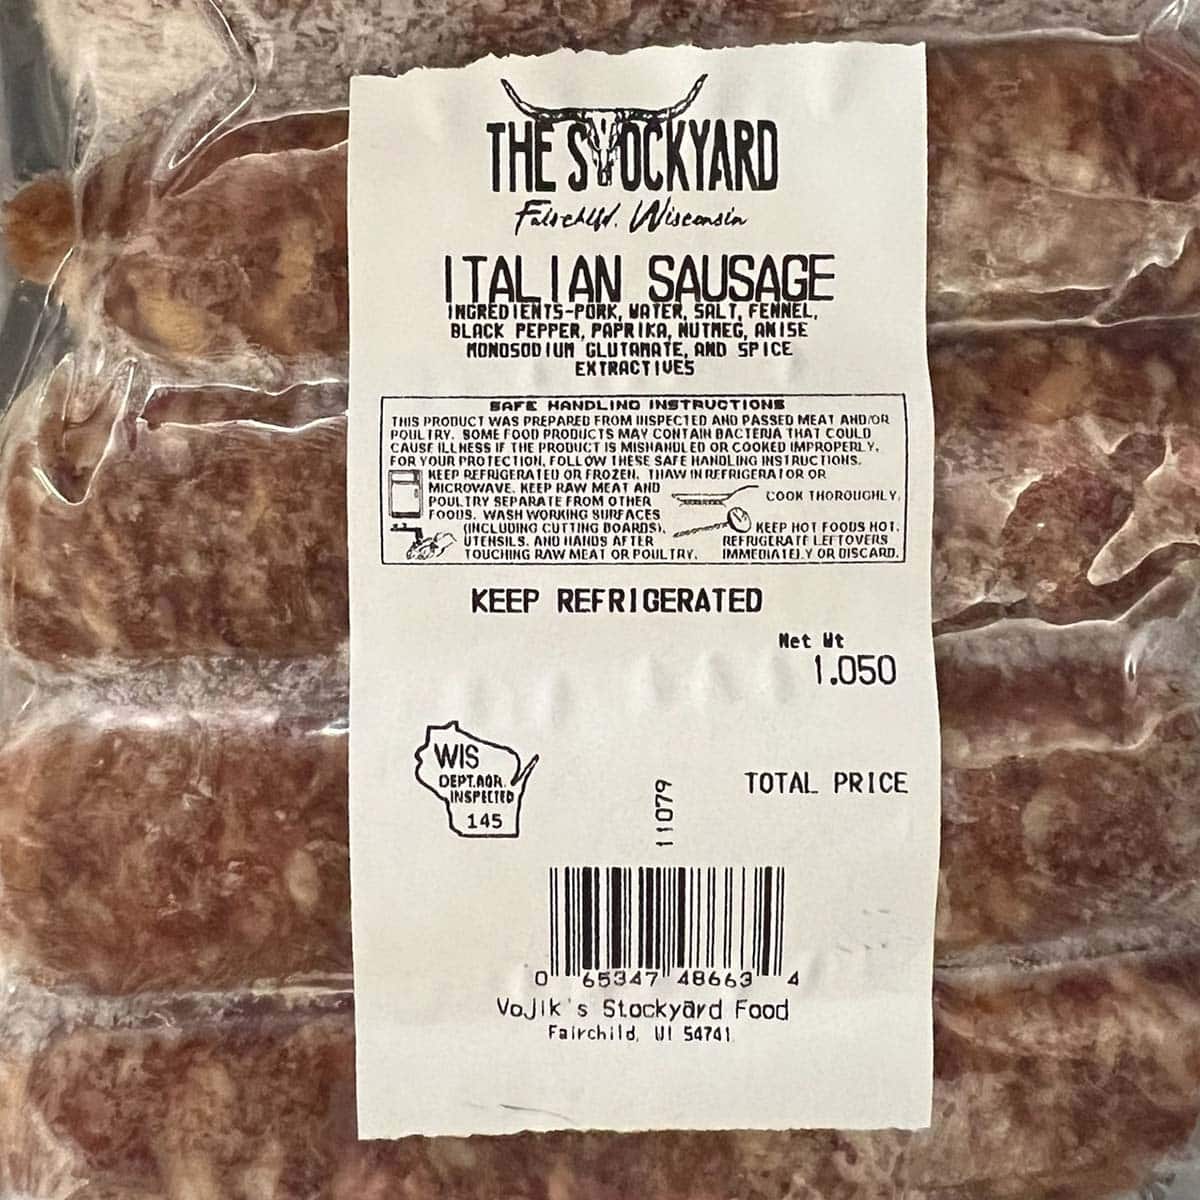 THE STOCKYARD
Fairchild, Wisconsin
ITALIAN SAUSAGE
INGREDIENTS-PORK, WATER, SALT, FENNEL,
BLACK PEPPER, PAPRIKA, NUTMEG, ANISE
MONOSODIUM GLUTAMATE, AND SPICE
EXTRACTIVES
SAFE HANDLING INSTRUCTIONS
THIS PRODUCT WAS PREPARED FROM INSPECTED AND PASSED MEAT AND/OR
POULTRY. SOME FOOD PRODUCTS MAY CONTAIN BACTERIA THAT COULD
CAUSE ILLNESS IF THE PRODUCT IS MISHANDLED OR COOKED IMPROPERLY.
FOR YOUR PROTECTION, FOLLOW THESE SAFE HANDLING INSTRUCTIONS.
KEEP REFRIGERATED OR FROZEN. THAW IN REFRIGERATOR OR
MICROWAVE. KEEP RAW MEAT AND
POULTRY SEPARATE FROM OTHER
FOODS. WASH WORKING SURFACES
(INCLUDING CUTTING BOARDS),
UTENSILS, AND HANDS AFTER
TOUCHING RAW MEAT OR POULTRY.
COOK THOROUGHLY.
KEEP HOT FOODS HOT.
REFRIGERATE LEFTOVERS
IMMEDIATELY OR DISCARD.
KEEP REFRIGERATED
Net Wt
1.050
WIS
DEPT.AGR.
INSPECTED
145
11079
TOTAL PRICE
0 65347 48663 4
Vojik's Stockyard Food
Fairchild, WI 54741